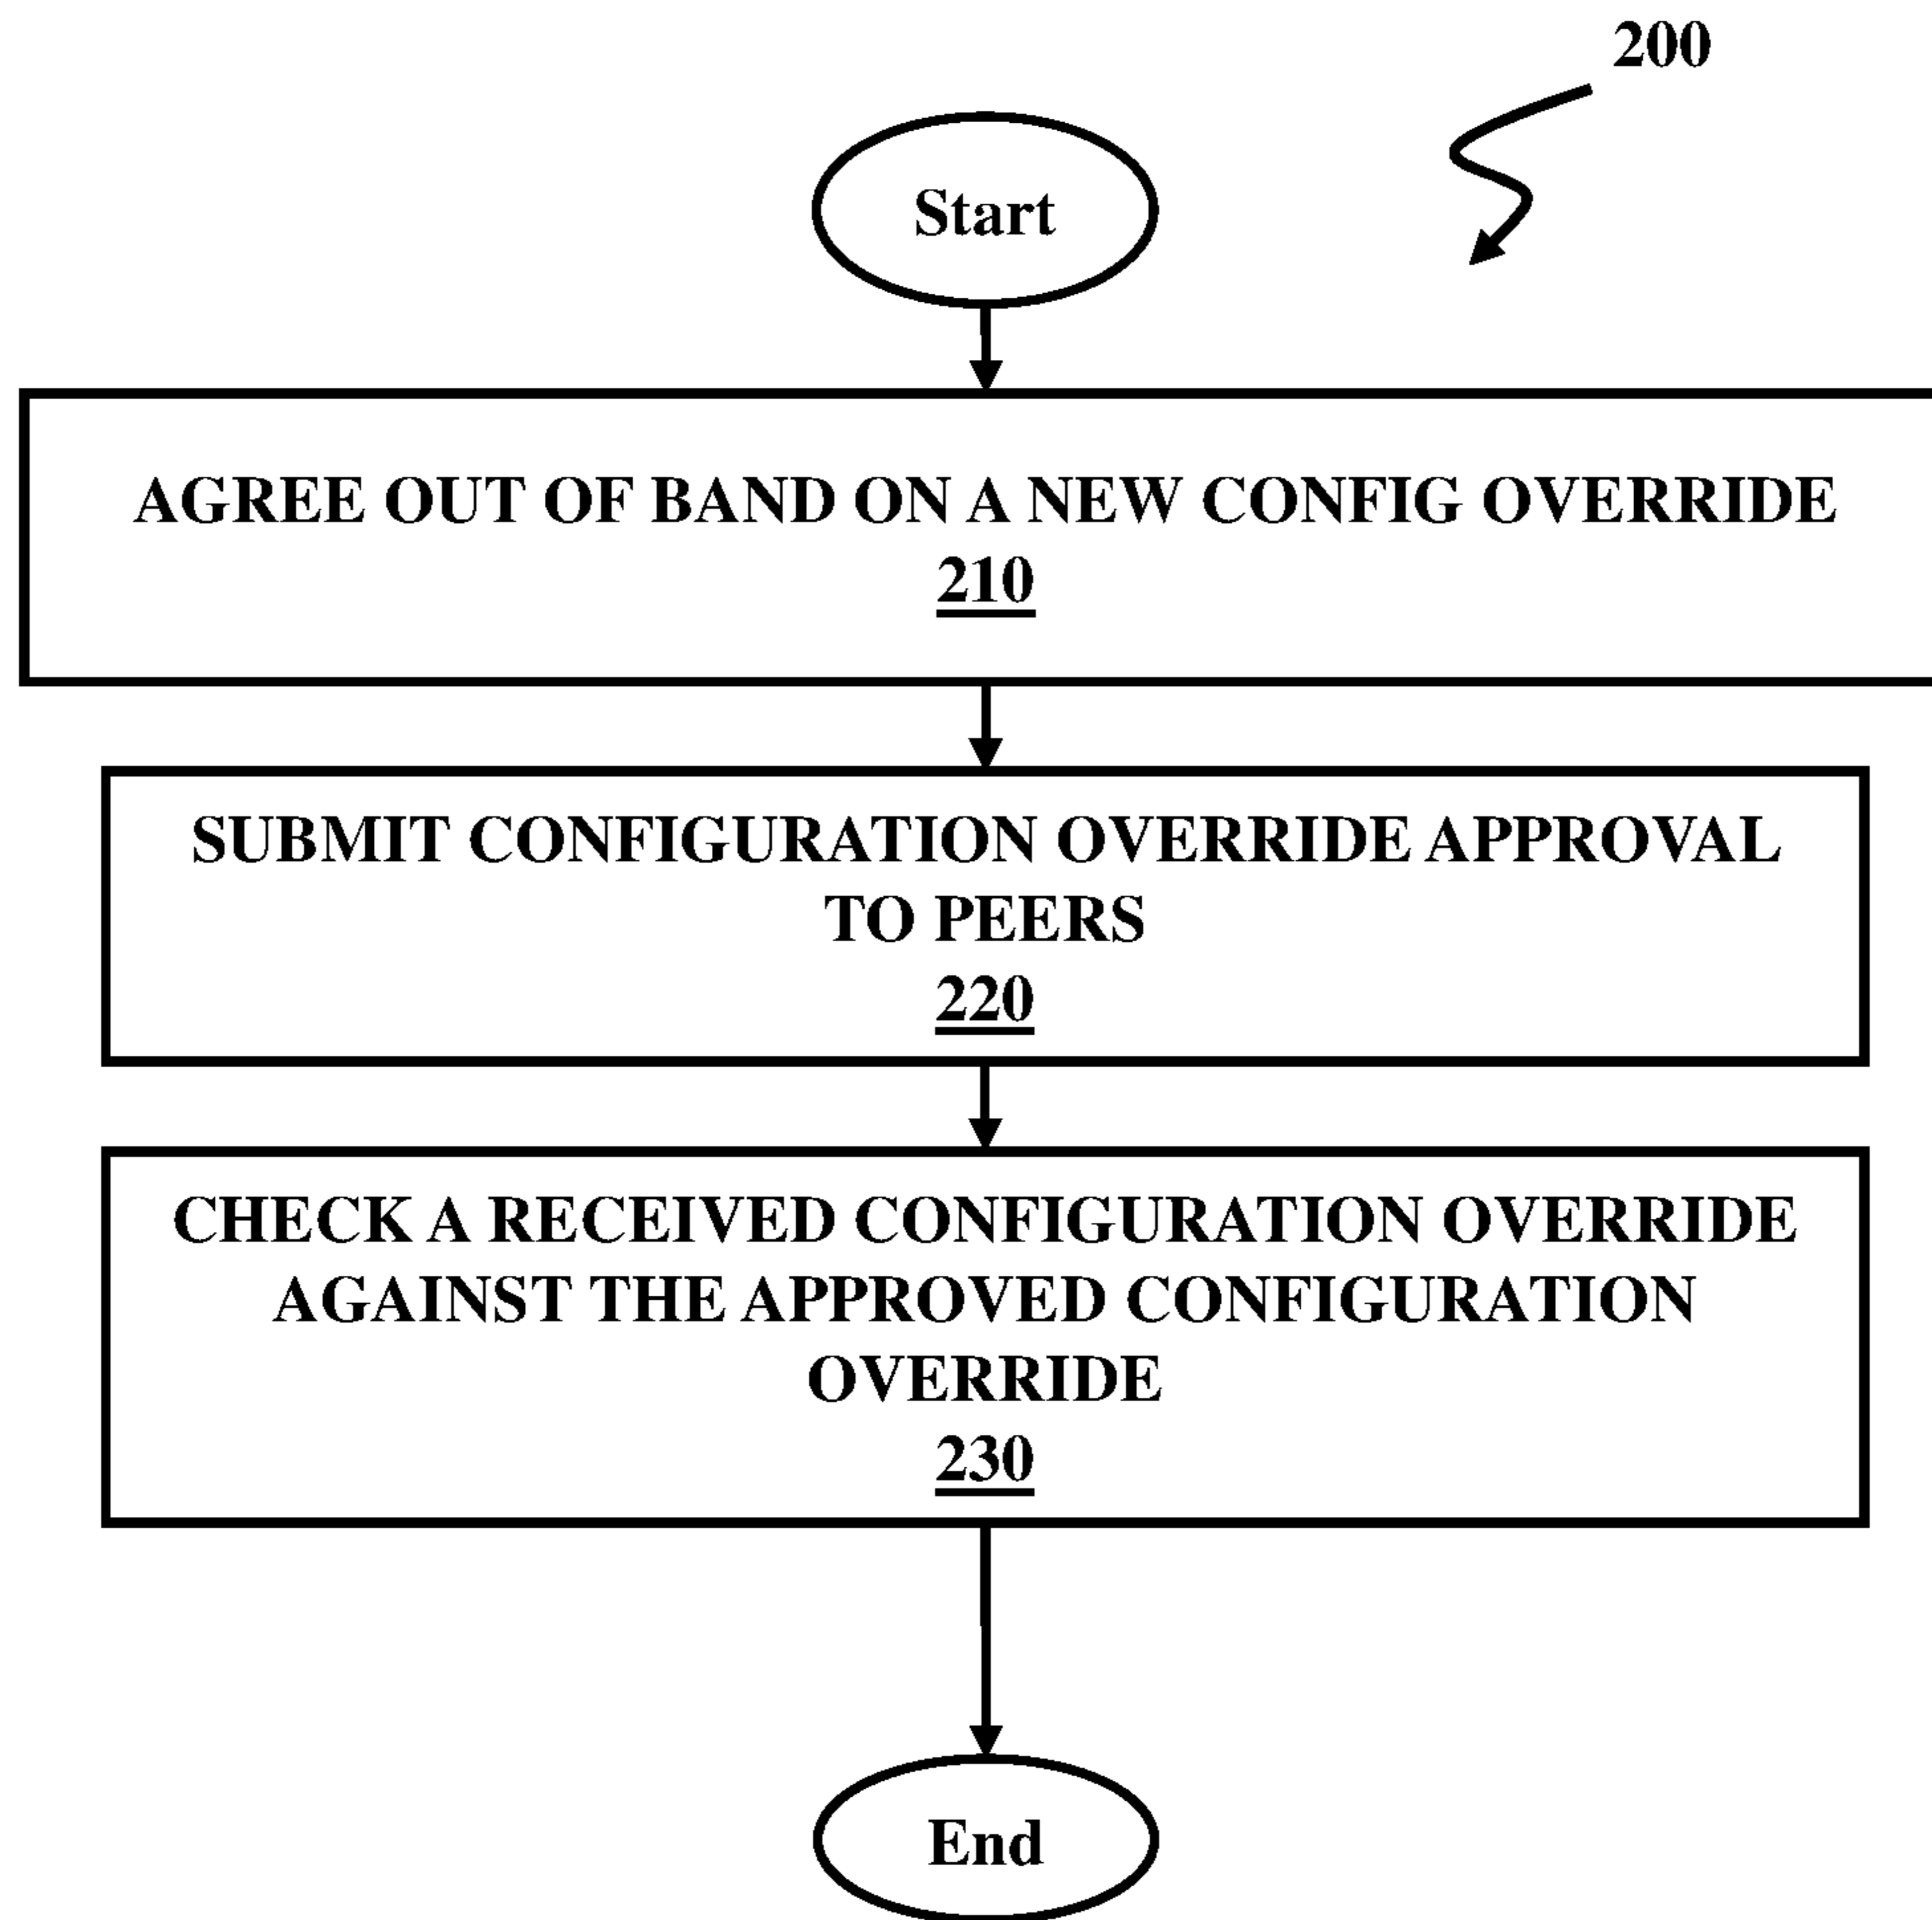 200
Start
AGREE OUT OF BAND ON A NEW CONFIG OVERRIDE
210
SUBMIT CONFIGURATION OVERRIDE APPROVAL
TO PEERS
220
CHECK A RECEIVED CONFIGURATION OVERRIDE
AGAINST THE APPROVED CONFIGURATION
OVERRIDE
230
End